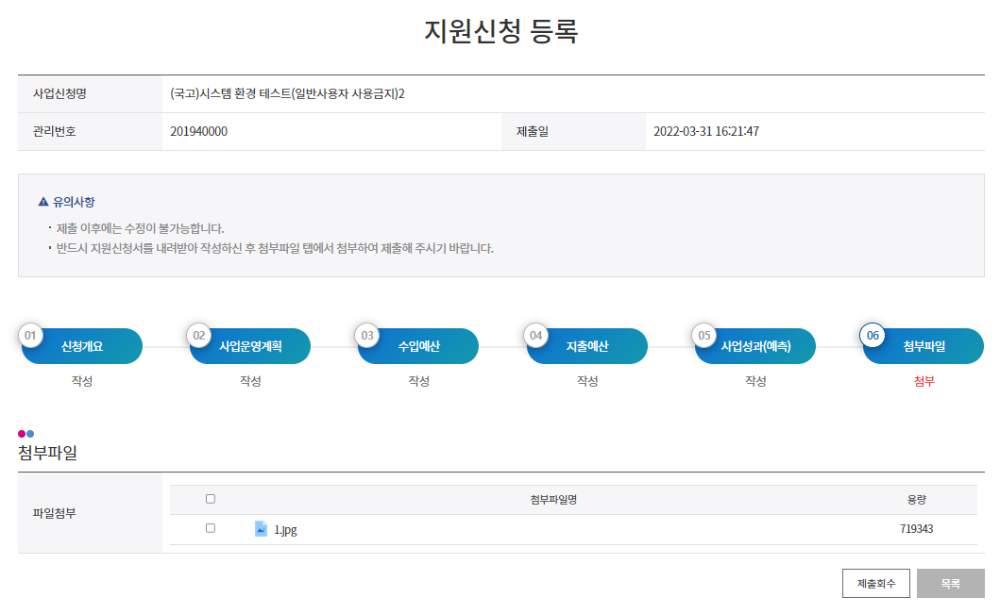 지원신청 등록
사업신청명 (국고)시스템 환경 테스트(일반사용자 사용금지)2
관리번호 201940000 제출일 2022-03-31 16:21:47
유의사항
· 제출 이후에는 수정이 불가능합니다.
· 반드시 지원신청서를 내려받아 작성하신 후 첨부파일 탭에서 첨부하여 제출해 주시기 바랍니다.
01 신청개요 02 사업운영계획 03 수입예산 04 지출예산 05 사업성과(예측) 06 첨부파일
작성 작성 작성 작성 작성 첨부
첨부파일
파일첨부
첨부파일명 용량
1.jpg 719343
제출회수 목록